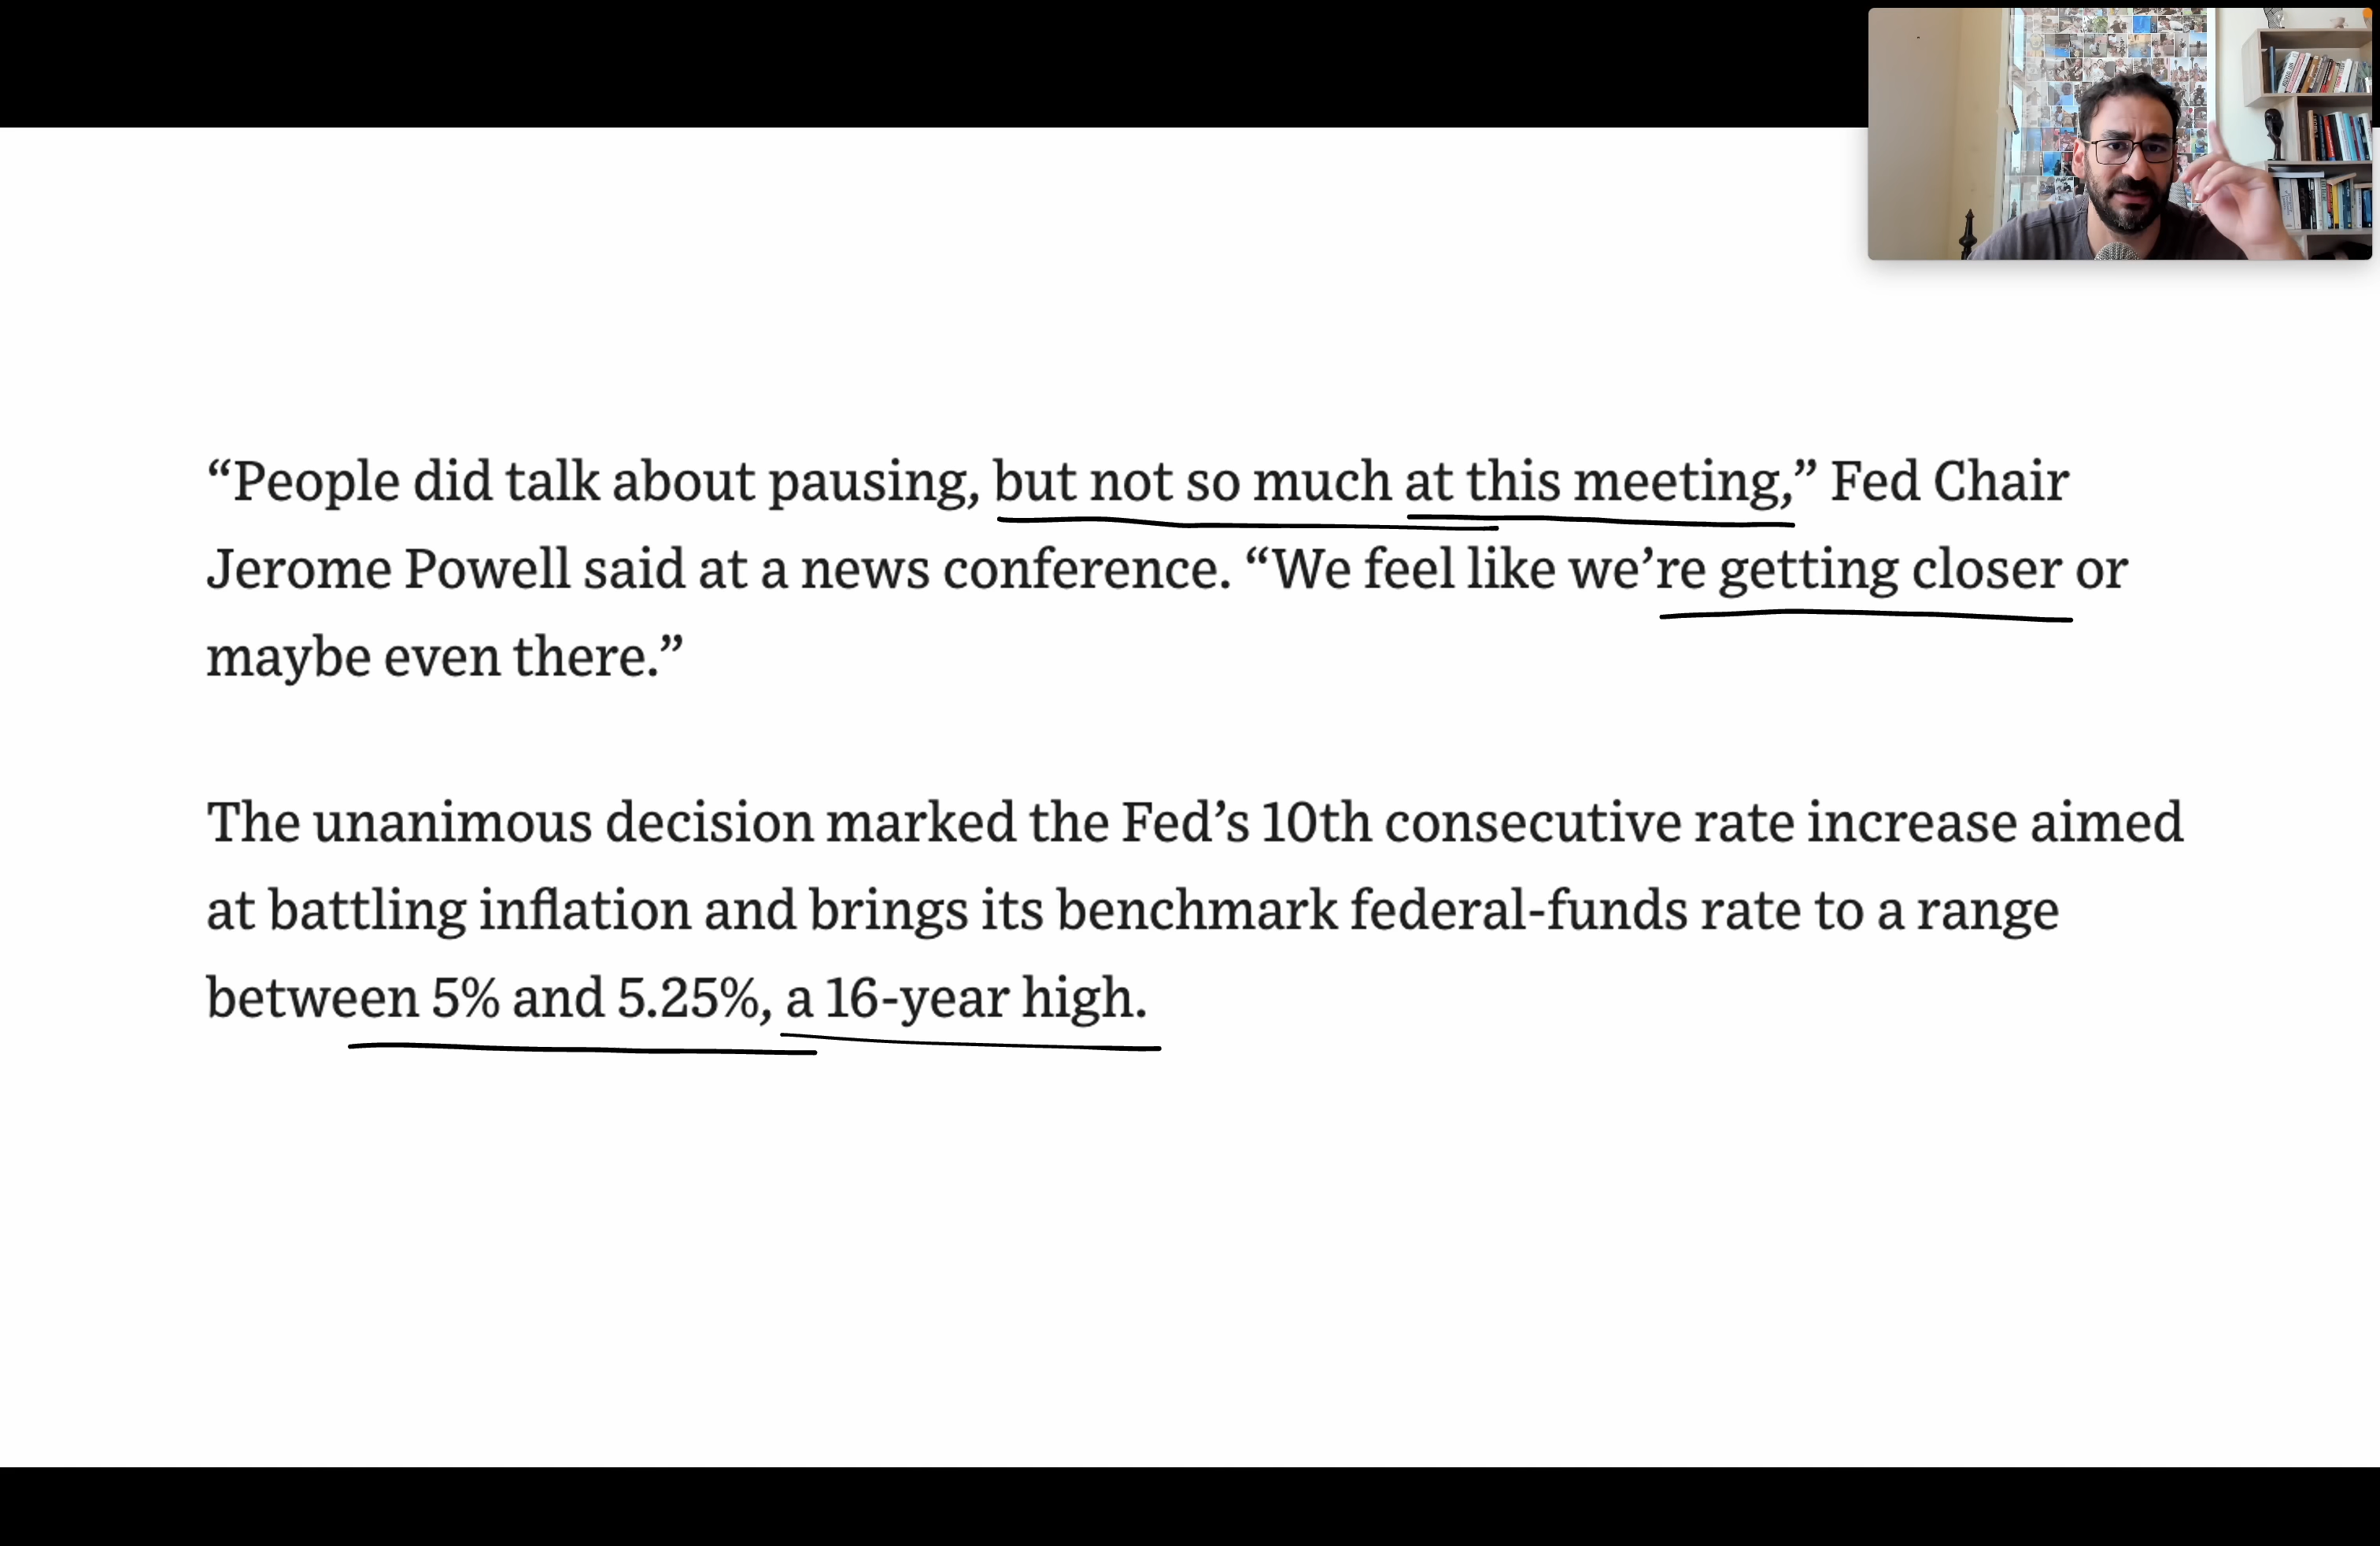 “People did talk about pausing, but not so much at this meeting,” Fed Chair
Jerome Powell said at a news conference. “We feel like we’re getting closer or
maybe even there.”
The unanimous decision marked the Fed’s 10th consecutive rate increase aimed
at battling inflation and brings its benchmark federal-funds rate to a range
between 5% and 5.25%, a 16-year high.